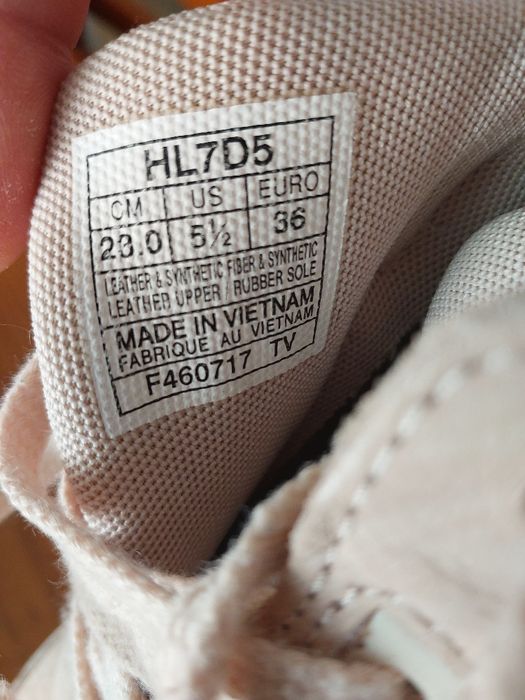 HL7D5
CM US EURO
23.0 5½ 36
LEATHER & SYNTHETIC FIBER & SYNTHETIC
LEATHER UPPER / RUBBER SOLE
MADE IN VIETNAM
FABRIQUE AU VIETNAM
F460717 TV